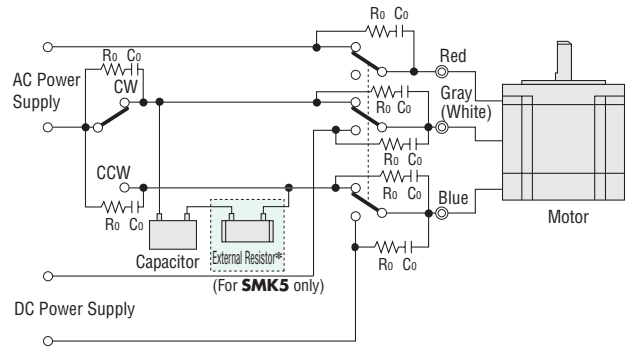 R0 C0
Red
AC Power
Supply
R0 C0
CW
R0 C0
Gray
(White)
R0 C0
CCW
R0 C0
Blue
R0 C0
Motor
R0 C0
Capacitor
External Resistor*
(For SMK5 only)
DC Power Supply